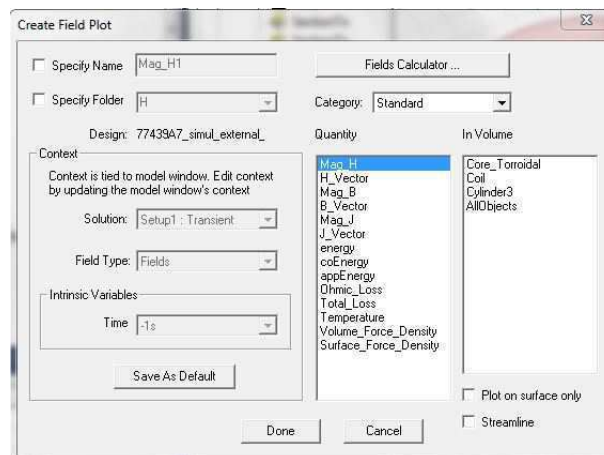 Create Field Plot
Specify Name
Mag_H1
Fields Calculator ...
Specify Folder
H
Category:
Standard
Design: 77439A7_simul_external_
Quantity
In Volume
Context
Context is tied to model window. Edit context
by updating the model window's context
Solution:
Setup1 : Transient
Field Type:
Fields
Intrinsic Variables
Time
-1s
Save As Default
Mag_H
H_Vector
Mag_B
B_Vector
Mag_J
J_Vector
energy
coEnergy
appEnergy
Ohmic_Loss
Total_Loss
Temperature
Volume_Force_Density
Surface_Force_Density
Core_Torroidal
Coil
Cylinder3
AllObjects
Plot on surface only
Streamline
Done
Cancel